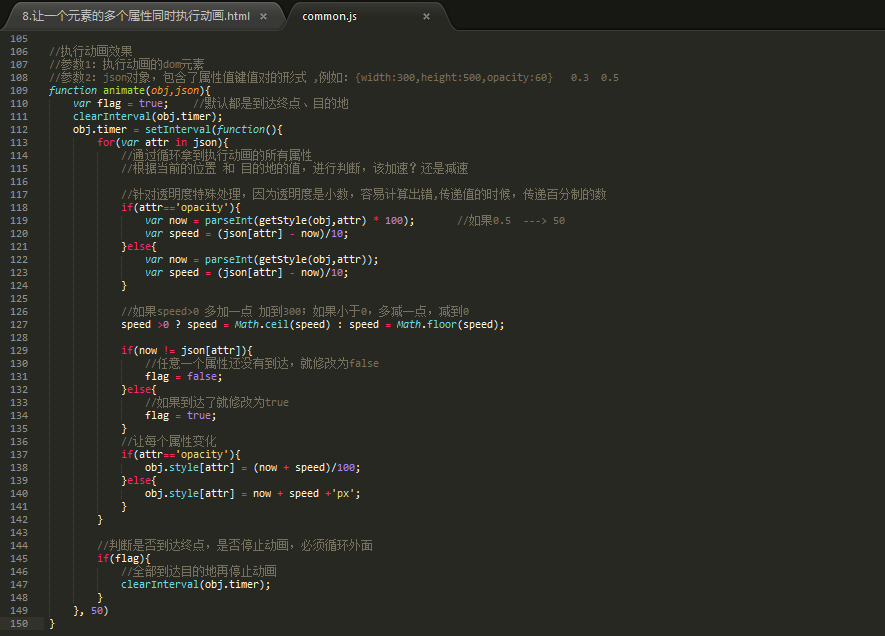 8.让一个元素的多个属性同时执行动画.html ×
common.js ×
105
106 //执行动画效果
107 //参数1：执行动画的dom元素
108 //参数2：json对象，包含了属性值键值对的形式 ,例如：{width:300,height:500,opacity:60} 0.3 0.5
109 function animate(obj,json){
110 var flag = true; //默认都是到达终点、目的地
111 clearInterval(obj.timer);
112 obj.timer = setInterval(function(){
113 for(var attr in json){
114 //通过循环拿到执行动画的所有属性
115 //根据当前的位置 和 目的地的值，进行判断，该加速？还是减速
116
117 //针对透明度特殊处理，因为透明度是小数，容易计算出错,传递值的时候，传递百分制的数
118 if(attr=='opacity'){
119 var now = parseInt(getStyle(obj,attr) * 100); //如果0.5 ---> 50
120 var speed = (json[attr] - now)/10;
121 }else{
122 var now = parseInt(getStyle(obj,attr));
123 var speed = (json[attr] - now)/10;
124 }
125
126 //如果speed>0 多加一点 加到300；如果小于0，多减一点，减到0
127 speed >0 ? speed = Math.ceil(speed) : speed = Math.floor(speed);
128
129 if(now != json[attr]){
130 //任意一个属性还没有到达，就修改为false
131 flag = false;
132 }else{
133 //如果到达了就修改为true
134 flag = true;
135 }
136 //让每个属性变化
137 if(attr=='opacity'){
138 obj.style[attr] = (now + speed)/100;
139 }else{
140 obj.style[attr] = now + speed +'px';
141 }
142 }
143
144 //判断是否到达终点，是否停止动画，必须循环外面
145 if(flag){
146 //全部到达目的地再停止动画
147 clearInterval(obj.timer);
148 }
149 }, 50)
150 }